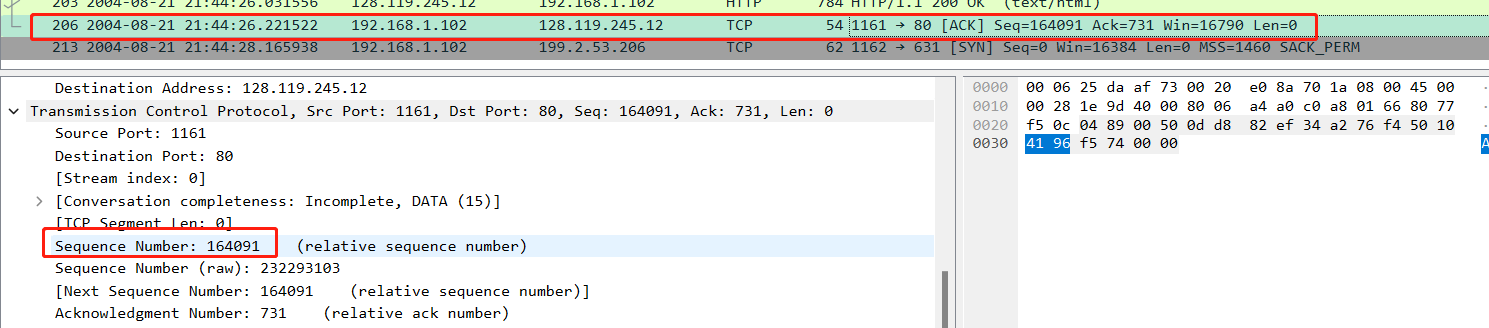 203 2004-08-21 21:44:26.031556 128.119.245.12 192.168.1.102 HTTP 784 HTTP/1.1 200 OK (text/html)
206 2004-08-21 21:44:26.221522 192.168.1.102 128.119.245.12 TCP 54 1161 → 80 [ACK] Seq=164091 Ack=731 Win=16790 Len=0
213 2004-08-21 21:44:28.165938 192.168.1.102 199.2.53.206 TCP 62 1162 → 631 [SYN] Seq=0 Win=16384 Len=0 MSS=1460 SACK_PERM
Destination Address: 128.119.245.12
Transmission Control Protocol, Src Port: 1161, Dst Port: 80, Seq: 164091, Ack: 731, Len: 0
Source Port: 1161
Destination Port: 80
[Stream index: 0]
[Conversation completeness: Incomplete, DATA (15)]
[TCP Segment Len: 0]
Sequence Number: 164091 (relative sequence number)
Sequence Number (raw): 232293103
[Next Sequence Number: 164091 (relative sequence number)]
Acknowledgment Number: 731 (relative ack number)
0000 00 06 25 da af 73 00 20 e0 8a 70 1a 08 00 45 00
0010 00 28 1e 9d 40 00 80 06 a4 a0 c0 a8 01 66 80 77
0020 f5 0c 04 89 00 50 0d d8 82 ef 34 a2 76 f4 50 10
0030 41 96 f5 74 00 00 A